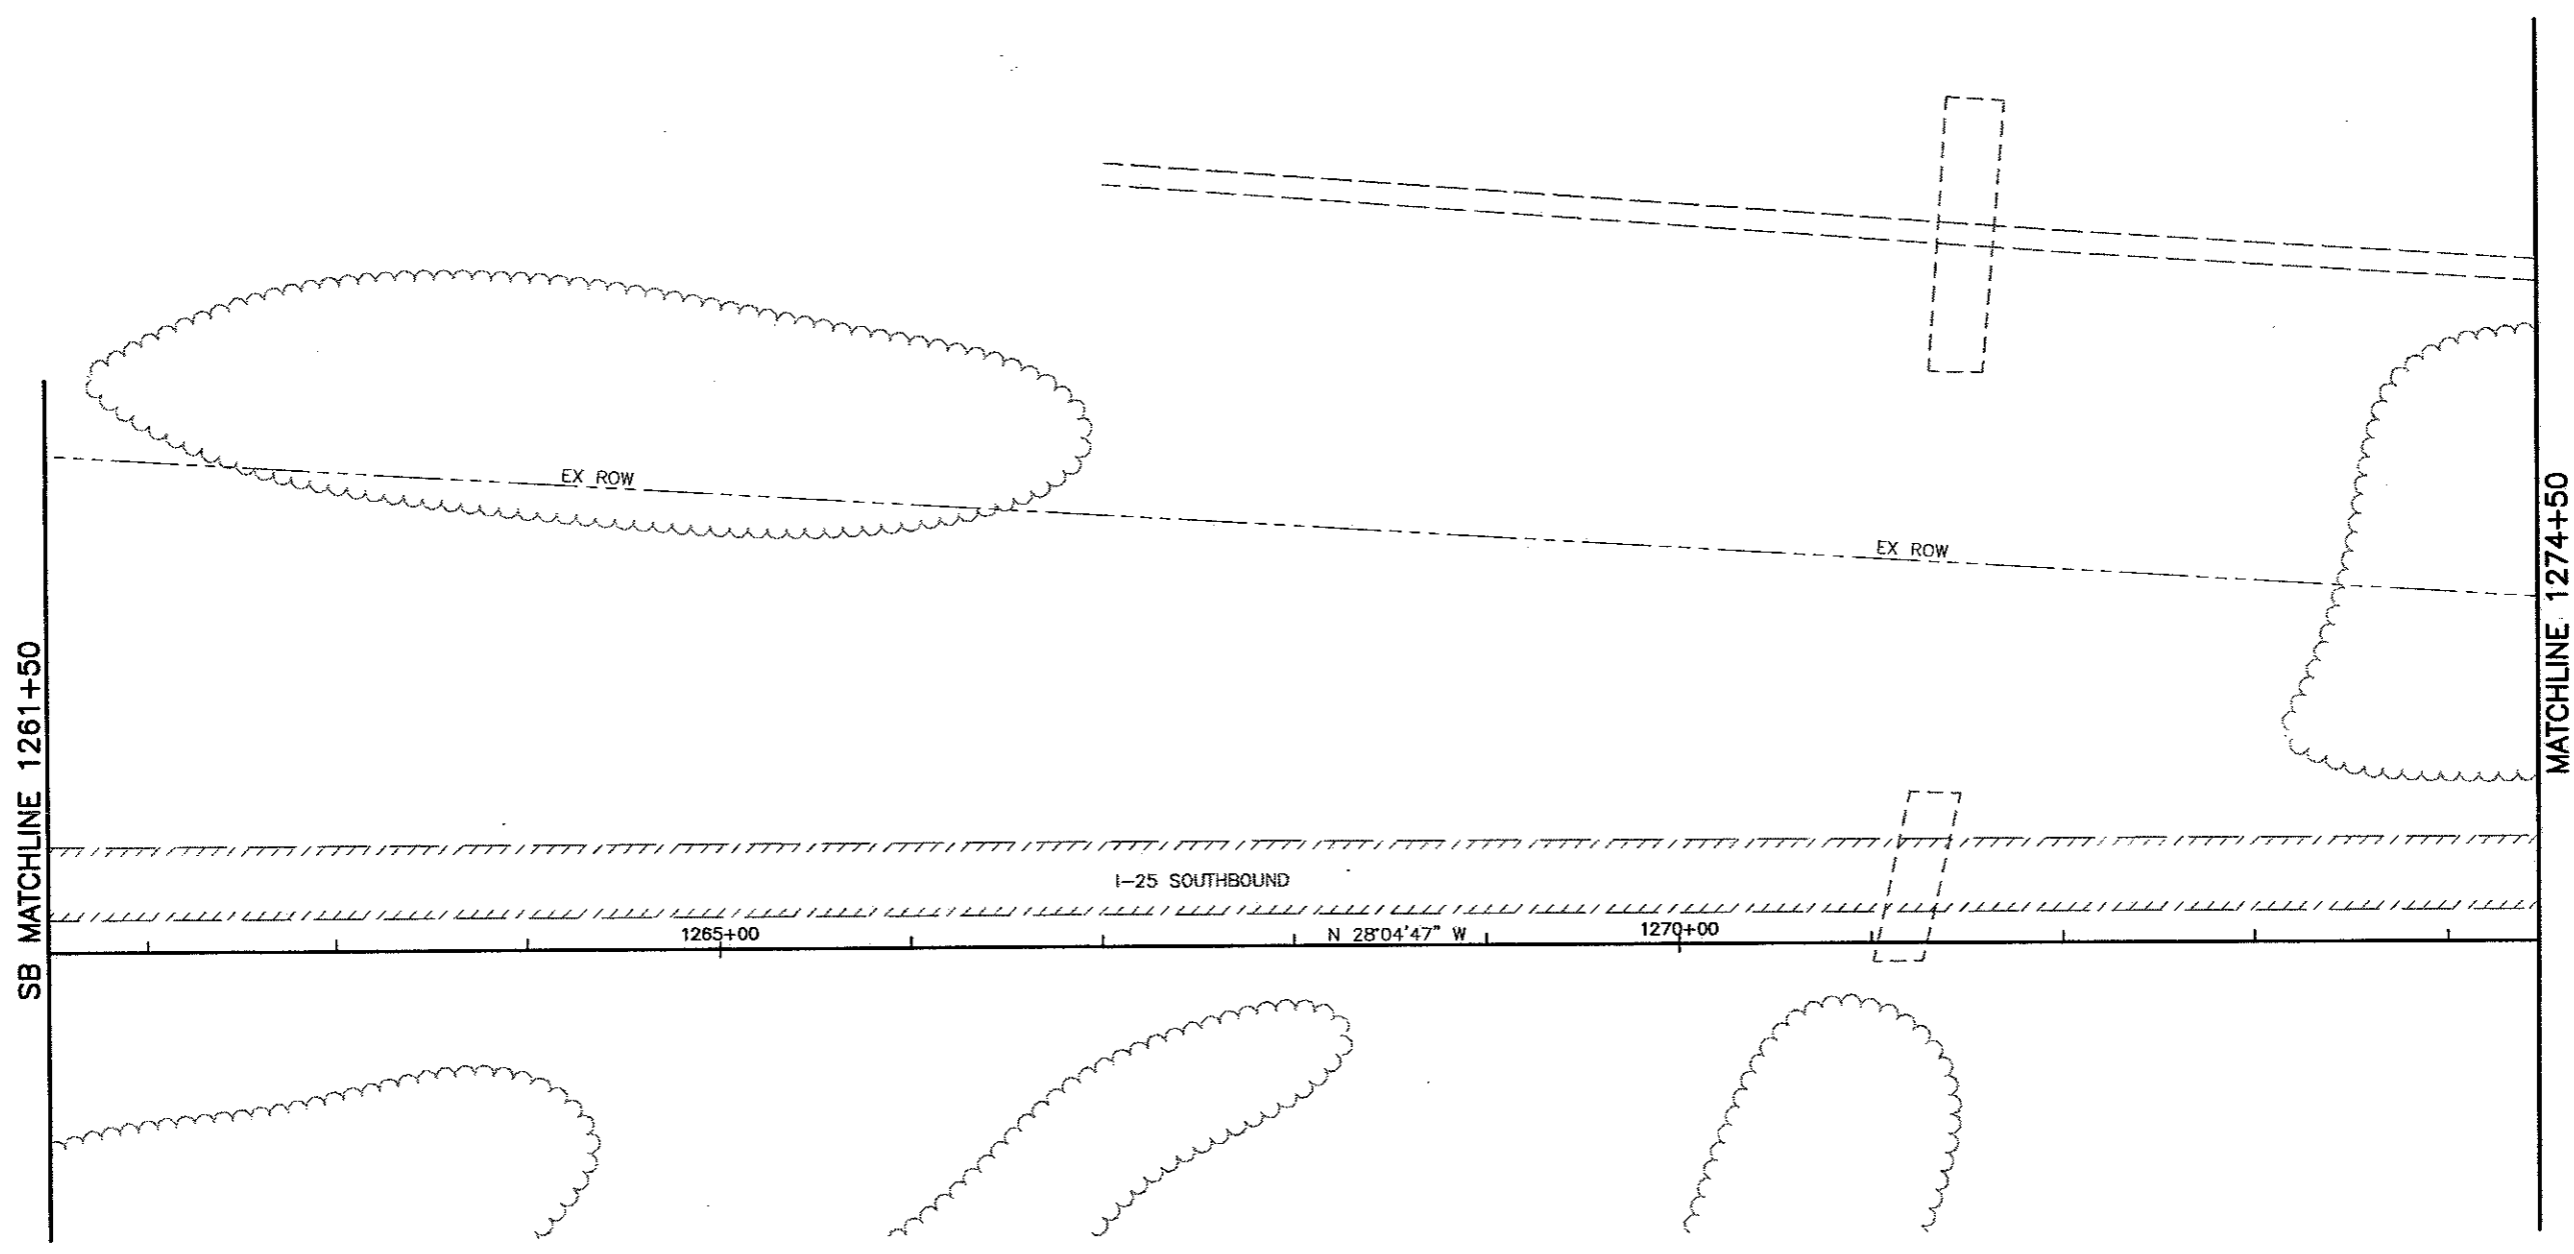 EX ROW
EX ROW
SB MATCHLINE 1261+50
MATCHLINE 1274+50
I-25 SOUTHBOUND
1265+00
N 28°04'47" W
1270+00